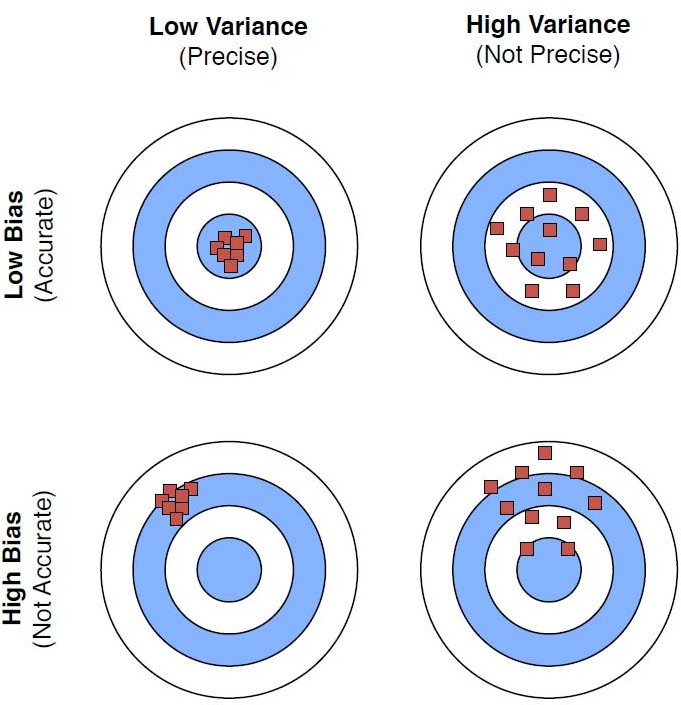 Low Variance
(Precise)
High Variance
(Not Precise)
Low Bias
(Accurate)
High Bias
(Not Accurate)